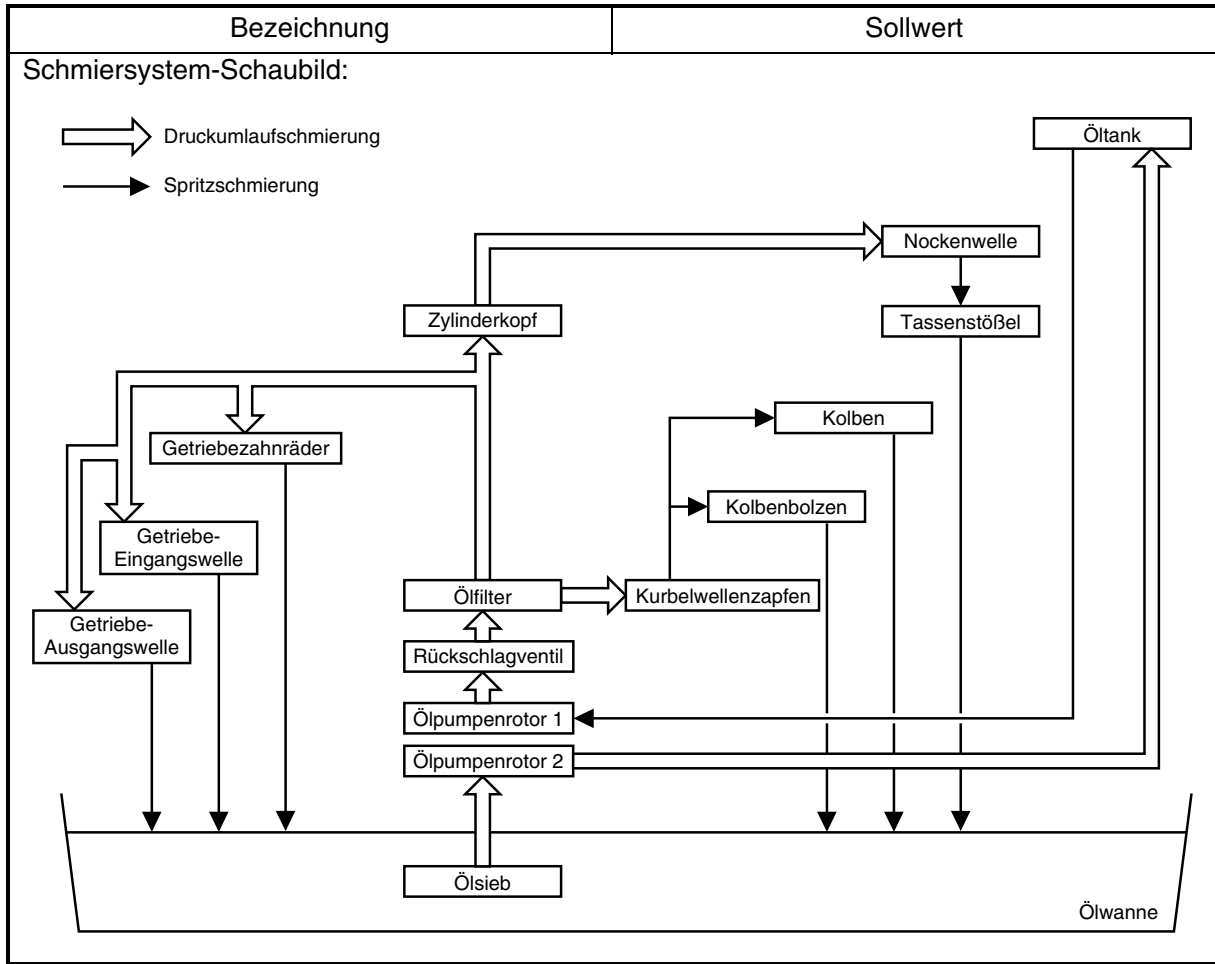 Bezeichnung
Sollwert
Schmiersystem-Schaubild:
Druckumlaufschmierung
Öltank
Spritzschmierung
Nockenwelle
Zylinderkopf
Tassenstößel
Kolben
Getriebezahnräder
Kolbenbolzen
Getriebe-
Eingangswelle
Ölfilter
Kurbelwellenzapfen
Getriebe-
Ausgangswelle
Rückschlagventil
Ölpumpenrotor 1
Ölpumpenrotor 2
Ölsieb
Ölwanne